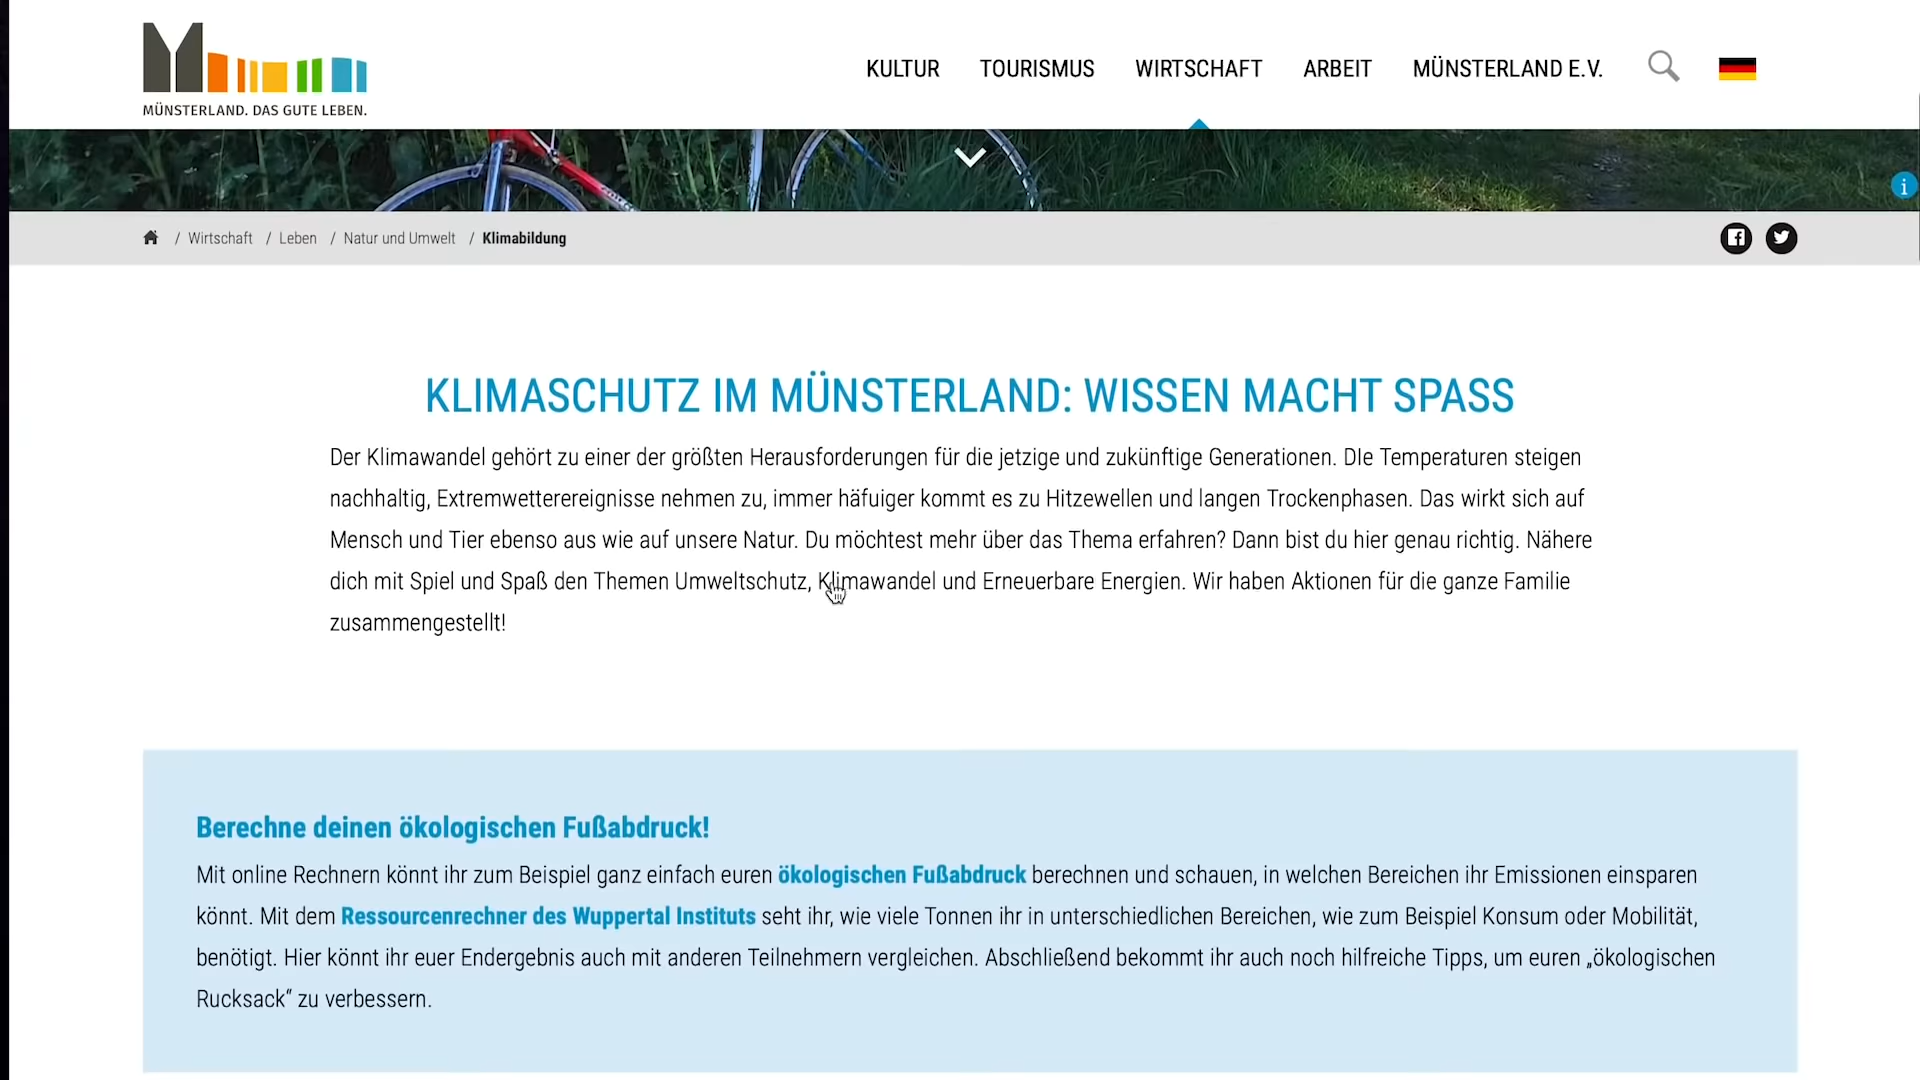 MÜNSTERLAND. DAS GUTE LEBEN.
KULTUR TOURISMUS WIRTSCHAFT ARBEIT MÜNSTERLAND E.V.
/ Wirtschaft / Leben / Natur und Umwelt / Klimabildung
KLIMASCHUTZ IM MÜNSTERLAND: WISSEN MACHT SPASS
Der Klimawandel gehört zu einer der größten Herausforderungen für die jetzige und zukünftige Generationen. DIe Temperaturen steigen
nachhaltig, Extremwetterereignisse nehmen zu, immer häfuiger kommt es zu Hitzewellen und langen Trockenphasen. Das wirkt sich auf
Mensch und Tier ebenso aus wie auf unsere Natur. Du möchtest mehr über das Thema erfahren? Dann bist du hier genau richtig. Nähere
dich mit Spiel und Spaß den Themen Umweltschutz, Klimawandel und Erneuerbare Energien. Wir haben Aktionen für die ganze Familie
zusammengestellt!
Berechne deinen ökologischen Fußabdruck!
Mit online Rechnern könnt ihr zum Beispiel ganz einfach euren ökologischen Fußabdruck berechnen und schauen, in welchen Bereichen ihr Emissionen einsparen
könnt. Mit dem Ressourcenrechner des Wuppertal Instituts seht ihr, wie viele Tonnen ihr in unterschiedlichen Bereichen, wie zum Beispiel Konsum oder Mobilität,
benötigt. Hier könnt ihr euer Endergebnis auch mit anderen Teilnehmern vergleichen. Abschließend bekommt ihr auch noch hilfreiche Tipps, um euren „ökologischen
Rucksack“ zu verbessern.